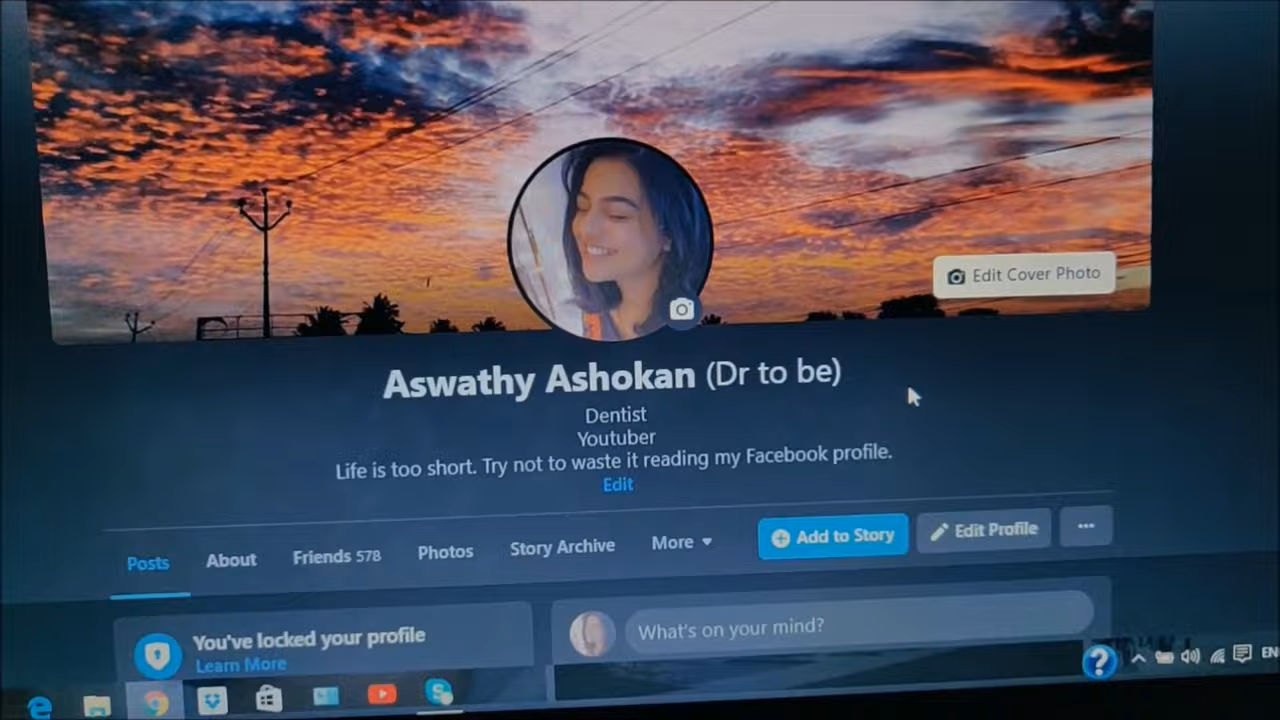 Edit Cover Photo
Aswathy Ashokan (Dr to be)
Dentist
Youtuber
Life is too short. Try not to waste it reading my Facebook profile.
Edit
Posts About Friends 578 Photos Story Archive More Add to Story Edit Profile ...
You've locked your profile
Learn More
What's on your mind?
EN